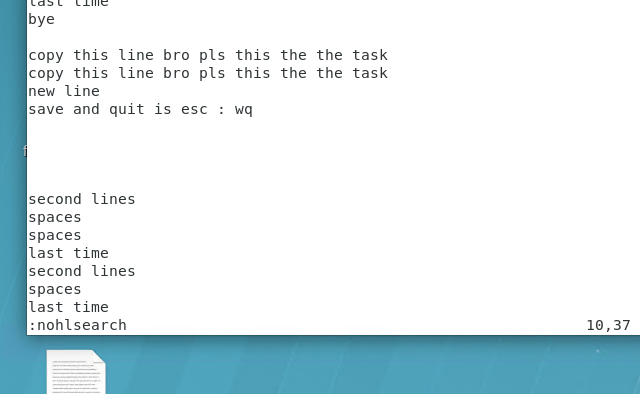 last time
bye
copy this line bro pls this the the task
copy this line bro pls this the the task
new line
save and quit is esc : wq
second lines
spaces
spaces
last time
second lines
spaces
last time
:nohlsearch 10,37